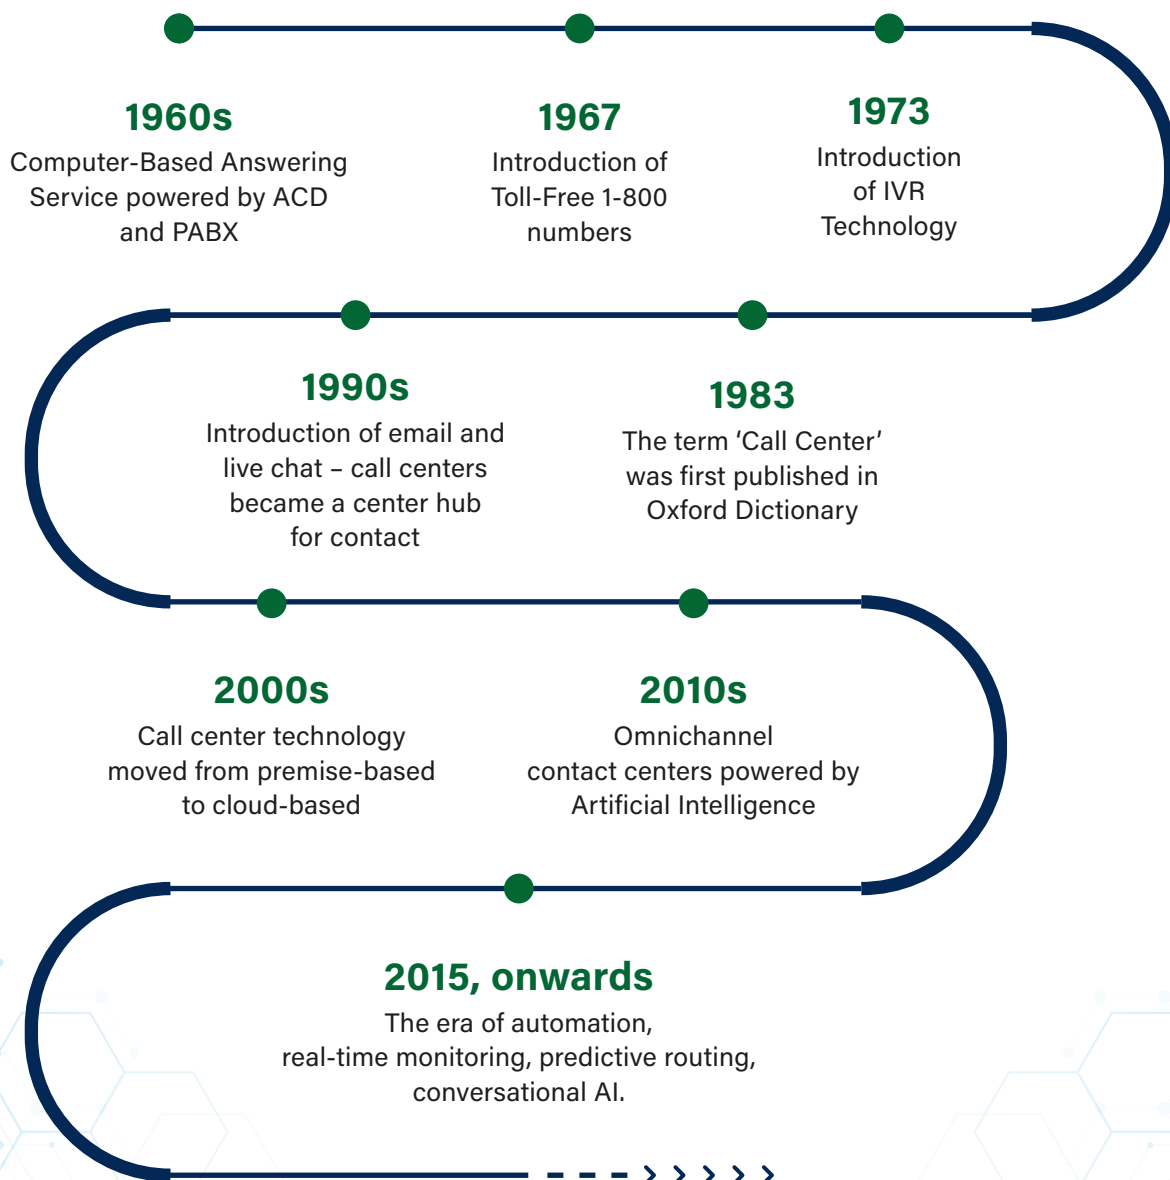 1960s
Computer-Based Answering
Service powered by ACD
and PABX
1967
Introduction of
Toll-Free 1-800
numbers
1973
Introduction
of IVR
Technology
1990s
Introduction of email and
live chat – call centers
became a center hub
for contact
1983
The term ‘Call Center’
was first published in
Oxford Dictionary
2000s
Call center technology
moved from premise-based
to cloud-based
2010s
Omnichannel
contact centers powered by
Artificial Intelligence
2015, onwards
The era of automation,
real-time monitoring, predictive routing,
conversational AI.